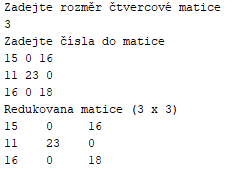 Zadejte rozměr čtvercové matice
3
Zadejte čísla do matice
15 0 16
11 23 0
16 0 18
Redukovana matice (3 x 3)
15 0 16
11 23 0
16 0 18